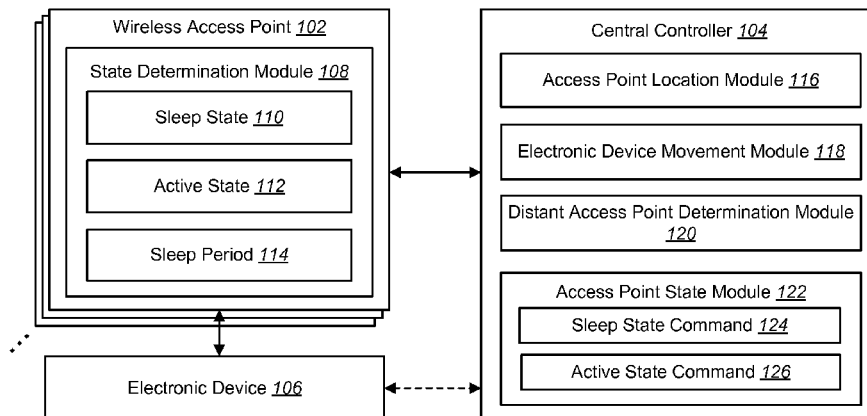 Wireless Access Point 102
State Determination Module 108
Sleep State 110
Active State 112
Sleep Period 114
Electronic Device 106
Central Controller 104
Access Point Location Module 116
Electronic Device Movement Module 118
Distant Access Point Determination Module
120
Access Point State Module 122
Sleep State Command 124
Active State Command 126